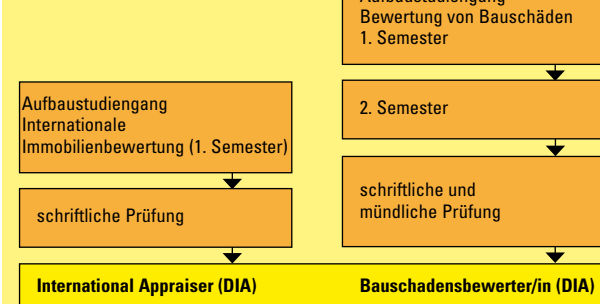 Aufbaustudiengang
Bewertung von Bauschäden
1. Semester
2. Semester
Aufbaustudiengang
Internationale
Immobilienbewertung (1. Semester)
schriftliche und
mündliche Prüfung
schriftliche Prüfung
International Appraiser (DIA)
Bauschadensbewerter/in (DIA)